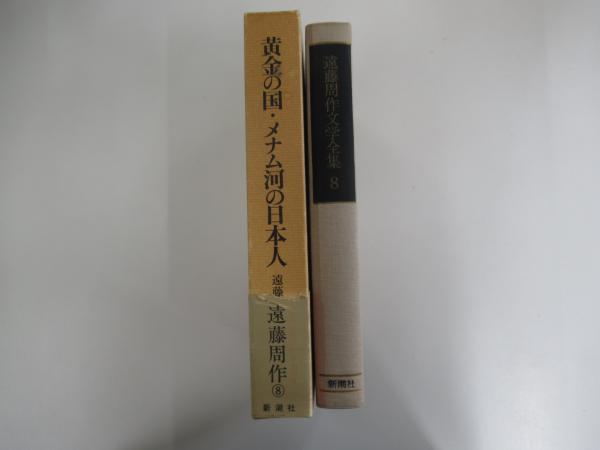 黄金の国・メナム河の日本人
遠藤
遠藤周作⑧
新潮社
遠藤周作文学全集 8
新潮社